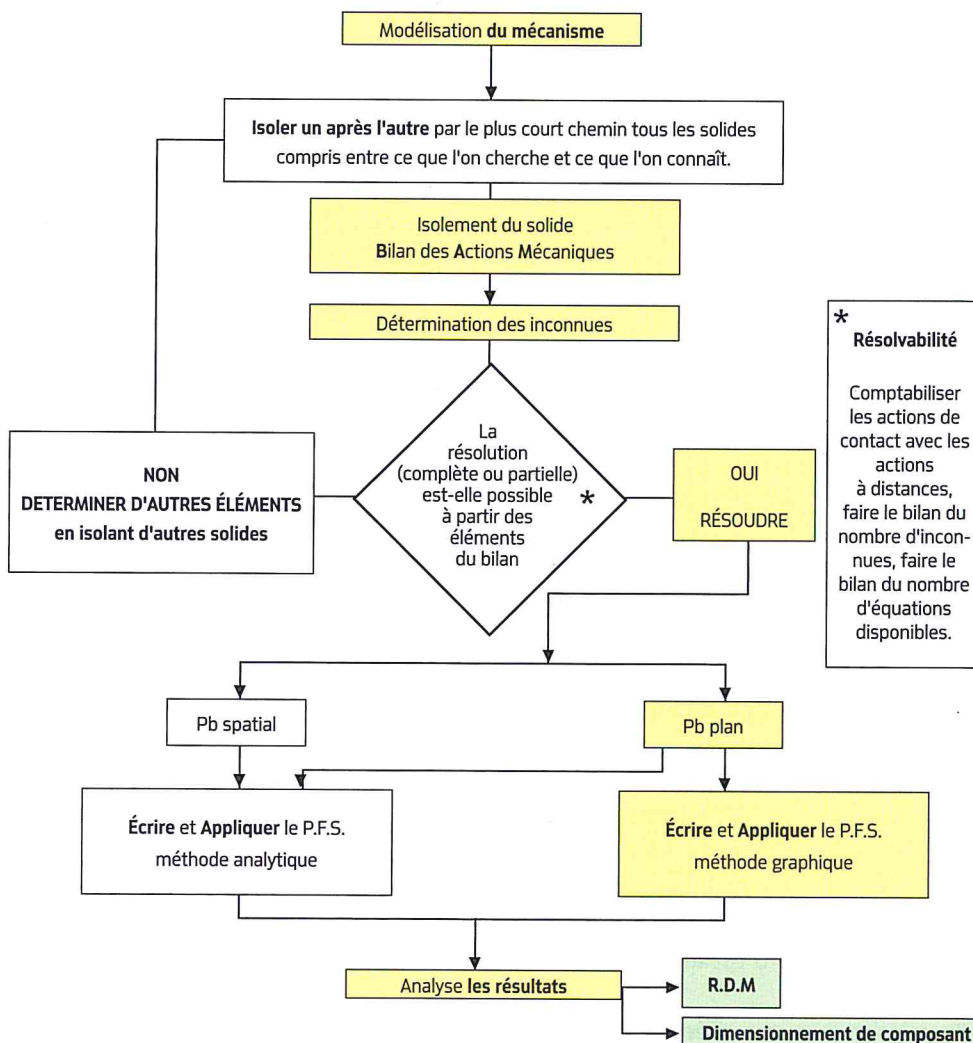 Modélisation du mécanisme
Isoler un après l'autre par le plus court chemin tous les solides
compris entre ce que l'on cherche et ce que l'on connaît.
Isolement du solide
Bilan des Actions Mécaniques
Détermination des inconnues
La
résolution
(complète ou partielle)
est-elle possible *
à partir des
éléments
du bilan
NON
DETERMINER D'AUTRES ÉLÉMENTS
en isolant d'autres solides
OUI
RÉSOUDRE
*
Résolvabilité
Comptabiliser
les actions de
contact avec les
actions
à distances,
faire le bilan du
nombre d'incon-
nues, faire le
bilan du nombre
d'équations
disponibles.
Pb spatial
Pb plan
Écrire et Appliquer le P.F.S.
méthode analytique
Écrire et Appliquer le P.F.S.
méthode graphique
Analyse les résultats
R.D.M
Dimensionnement de composant